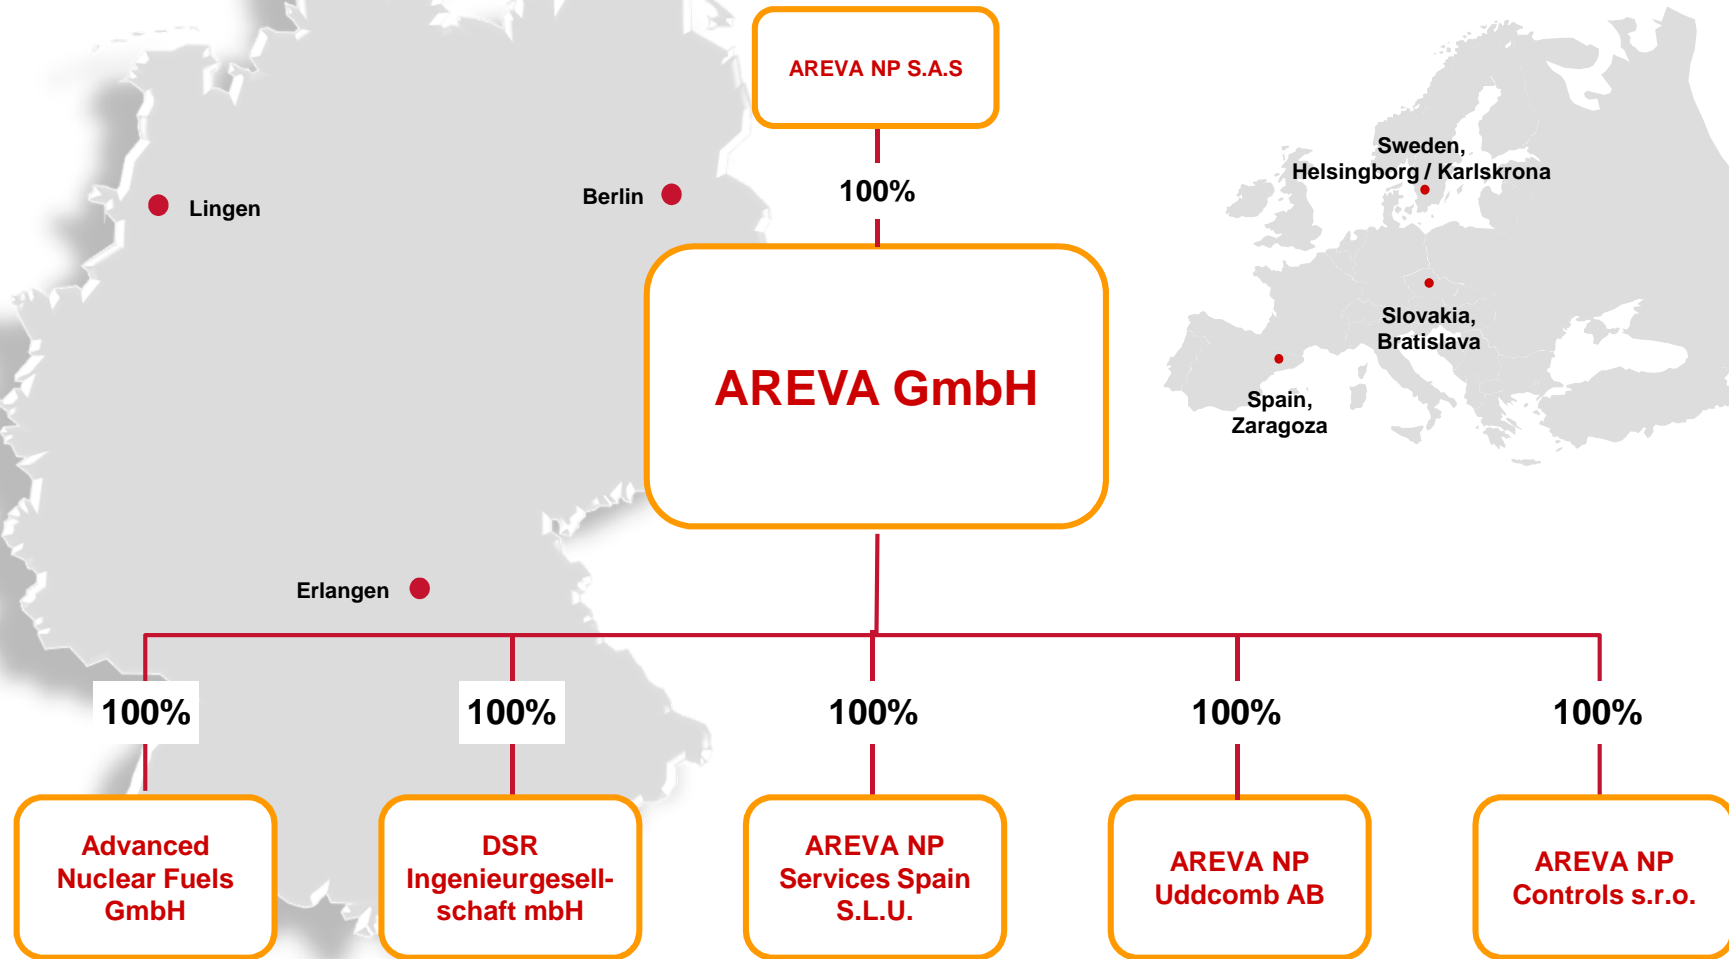 AREVA NP S.A.S
100%
AREVA GmbH
Lingen
Berlin
Erlangen
Sweden,
Helsingborg / Karlskrona
Slovakia,
Bratislava
Spain,
Zaragoza
100%
100%
100%
100%
100%
Advanced
Nuclear Fuels
GmbH
DSR
Ingenieurgesell-
schaft mbH
AREVA NP
Services Spain
S.L.U.
AREVA NP
Uddcomb AB
AREVA NP
Controls s.r.o.